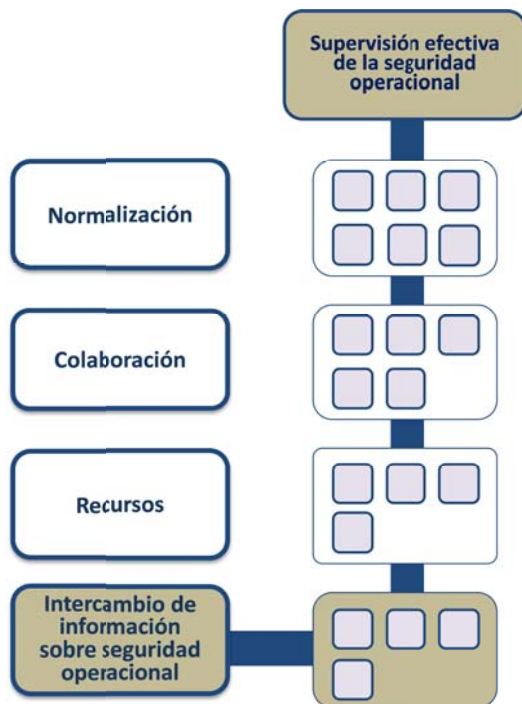 Supervisión efectiva
de la seguridad
operacional
Normalización
Colaboración
Recursos
Intercambio de
información
sobre seguridad
operacional